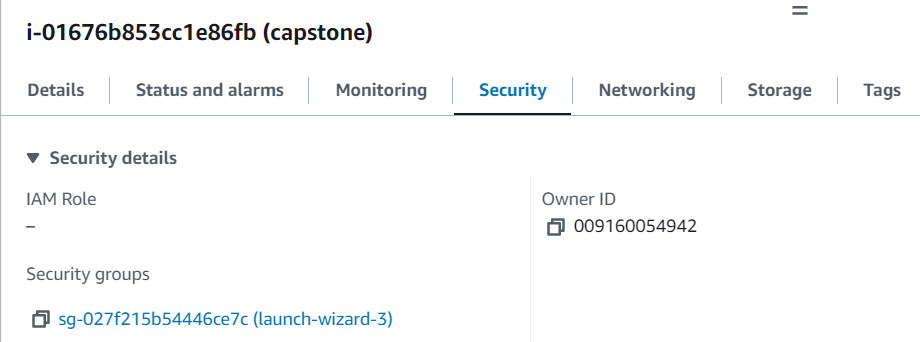 i-01676b853cc1e86fb (capstone)
Details Status and alarms Monitoring Security Networking Storage Tags
Security details
IAM Role Owner ID
– 009160054942
Security groups
sg-027f215b54446ce7c (launch-wizard-3)